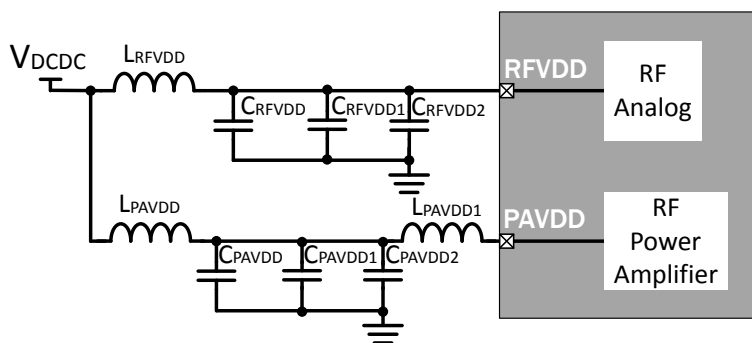 VDCDC
LRFVDD
CRFVDD
CRFVDD1
CRFVDD2
RFVDD
RF
Analog
LPAVDD
CPAVDD
CPAVDD1
CPAVDD2
LPAVDD1
PAVDD
RF
Power
Amplifier